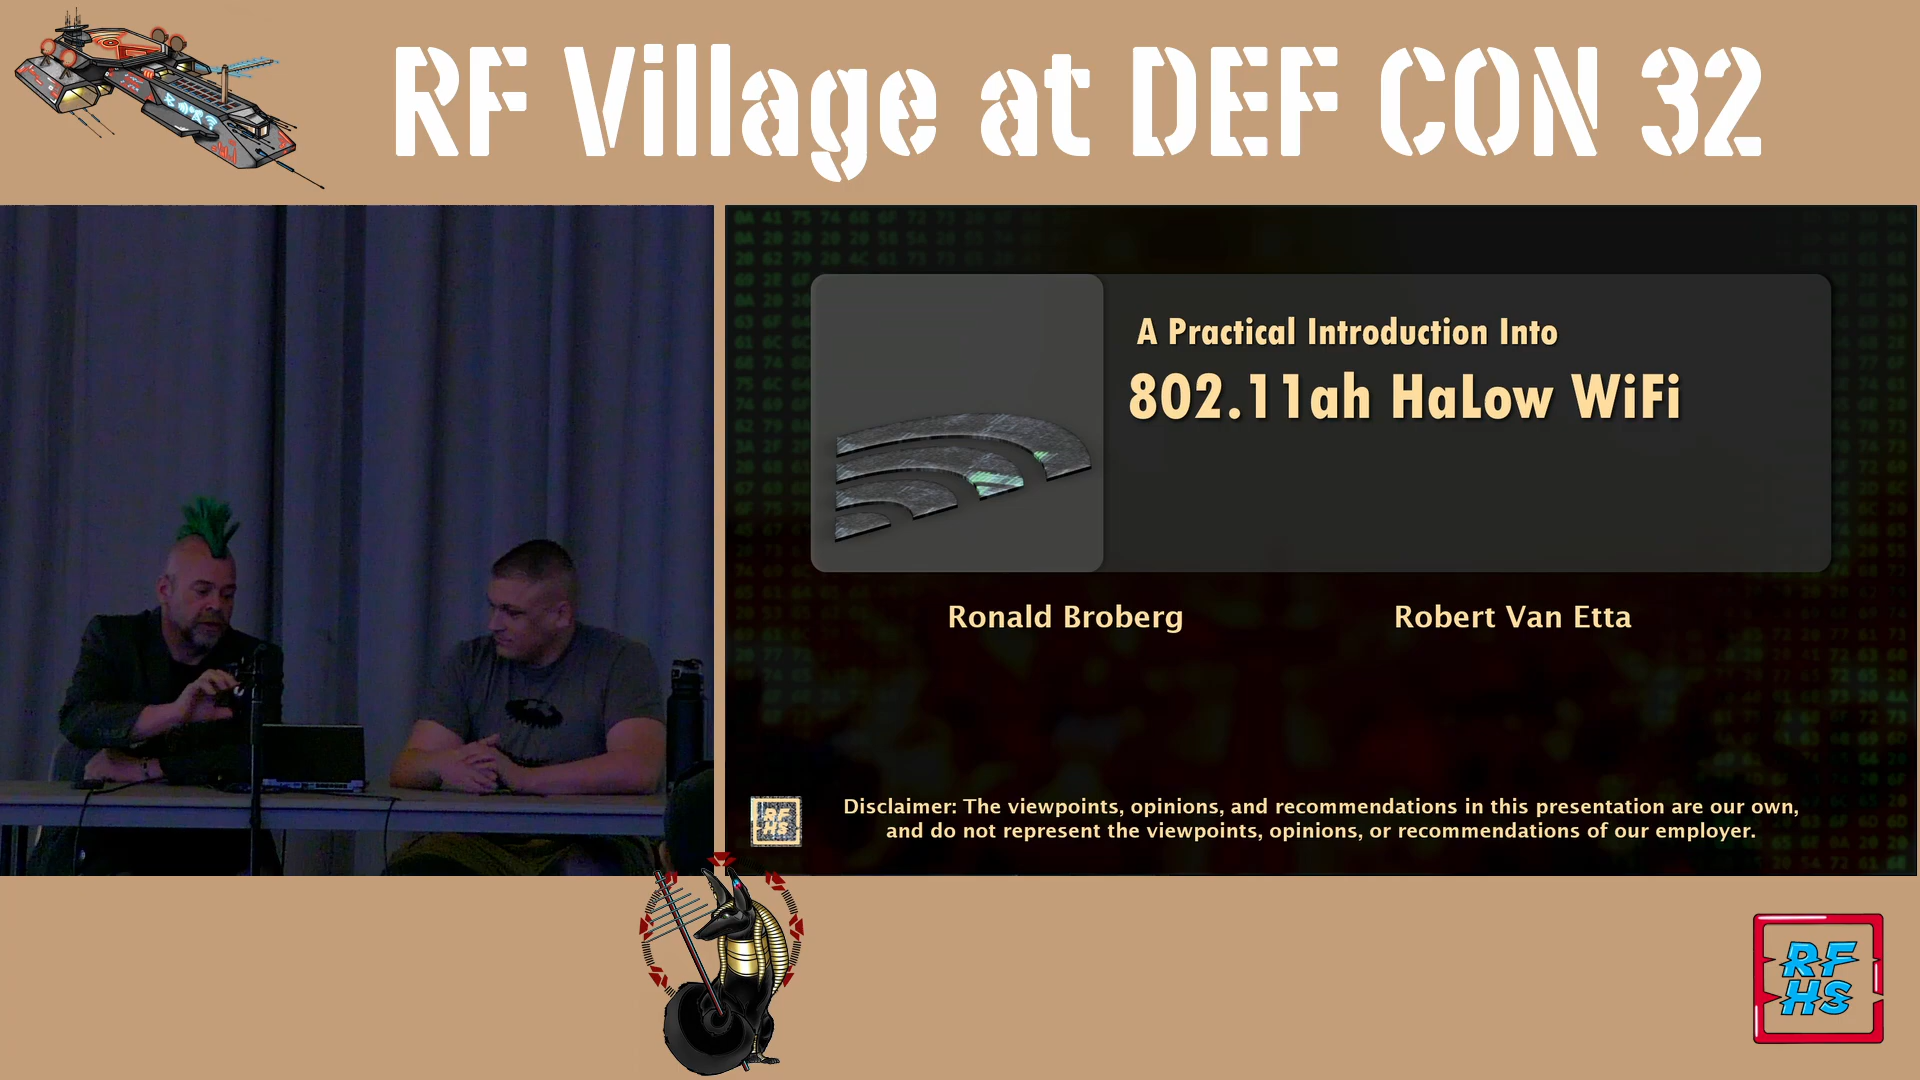 RF Village at DEF CON 32
A Practical Introduction Into
802.11ah HaLow WiFi
Ronald Broberg
Robert Van Etta
RF
HS
Disclaimer: The viewpoints, opinions, and recommendations in this presentation are our own,
and do not represent the viewpoints, opinions, or recommendations of our employer.
RF
HS